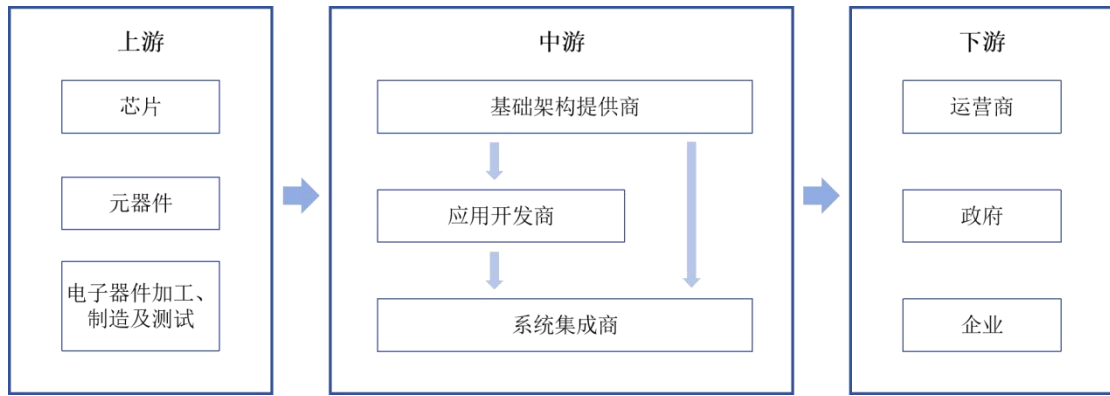 上游
芯片
元器件
电子器件加工、
制造及测试
中游
基础架构提供商
应用开发商
系统集成商
下游
运营商
政府
企业